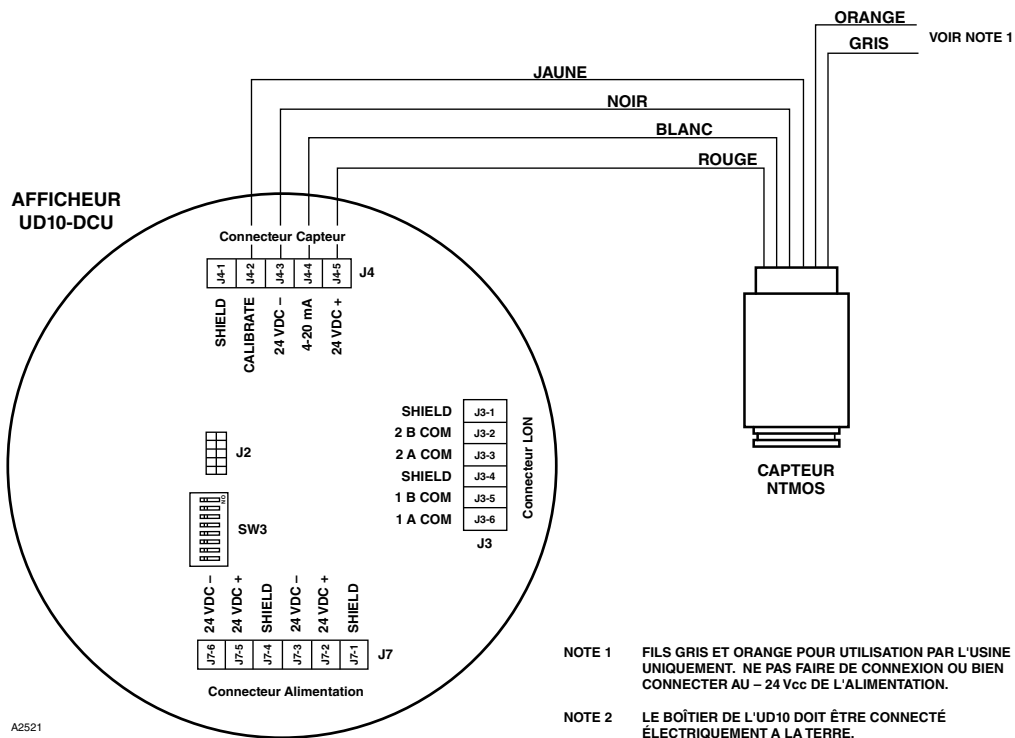 ORANGE
GRIS
VOIR NOTE 1
JAUNE
NOIR
BLANC
ROUGE
AFFICHEUR
UD10-DCU
Connecteur Capteur
J4-1
J4-2
J4-3
J4-4
J4-5
J4
SHIELD
CALIBRATE
24 VDC –
4-20 mA
24 VDC +
CAPTEUR
NTMOS
SHIELD J3-1
2 B COM J3-2
2 A COM J3-3
SHIELD J3-4
1 B COM J3-5
1 A COM J3-6
J3
Connecteur LON
J2
SW3
ON
24 VDC –
24 VDC +
SHIELD
24 VDC –
24 VDC +
SHIELD
J7-6
J7-5
J7-4
J7-3
J7-2
J7-1
J7
Connecteur Alimentation
NOTE 1 FILS GRIS ET ORANGE POUR UTILISATION PAR L'USINE
UNIQUEMENT. NE PAS FAIRE DE CONNEXION OU BIEN
CONNECTER AU – 24 Vcc DE L'ALIMENTATION.
NOTE 2 LE BOÎTIER DE L'UD10 DOIT ÊTRE CONNECTÉ
ÉLECTRIQUEMENT A LA TERRE.
A2521